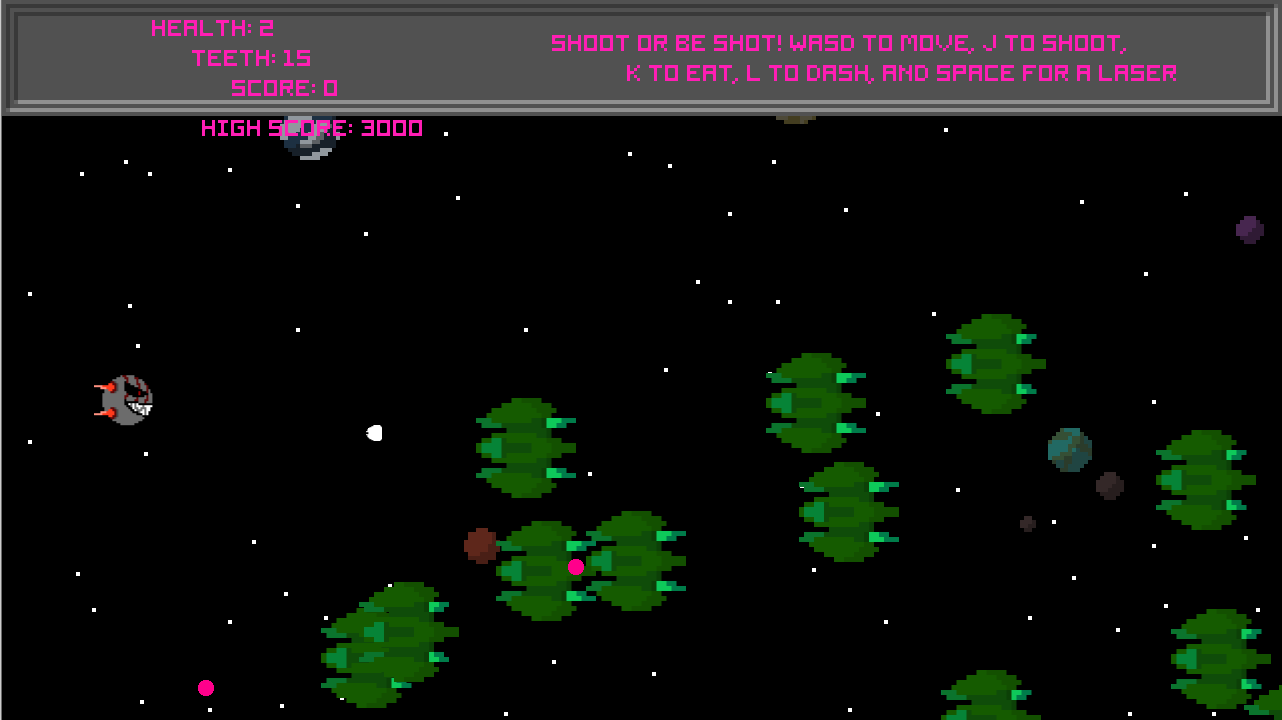 HEALTH: 2
TEETH: 15
SCORE: 0
HIGH SCORE: 3000
SHOOT OR BE SHOT! WASD TO MOVE, J TO SHOOT,
K TO EAT, L TO DASH, AND SPACE FOR A LASER